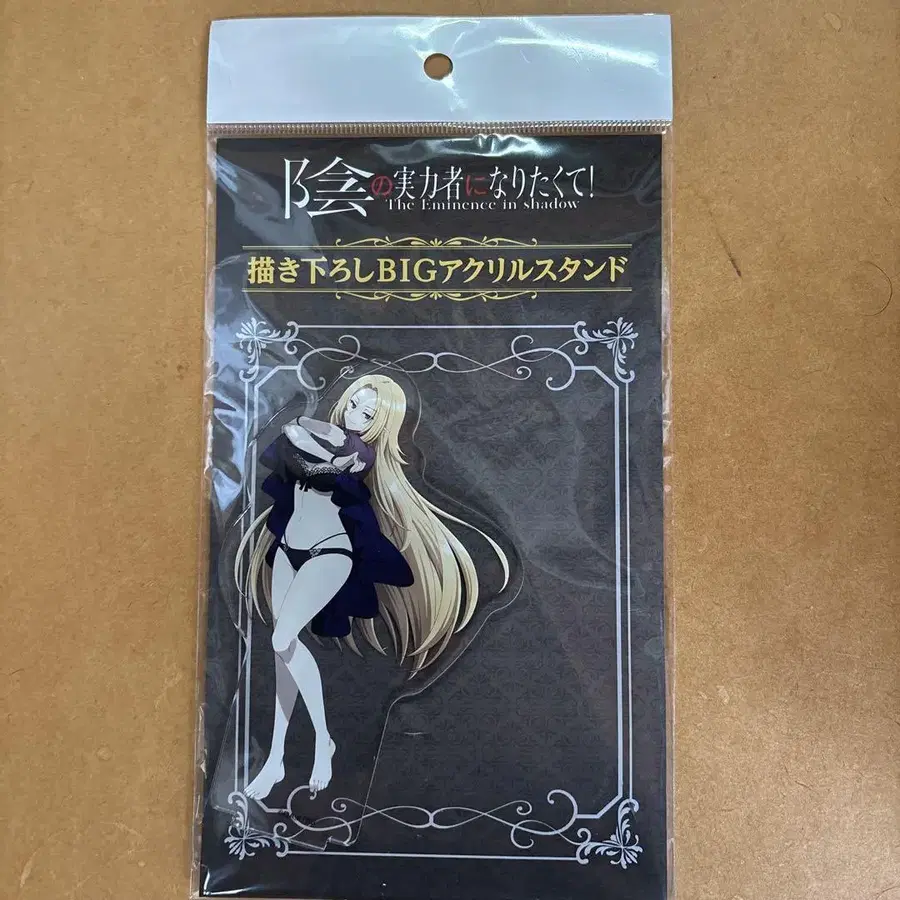 陰の実力者になりたくて!
The Eminence in shadow
描き下ろしBIGアクリルスタンド